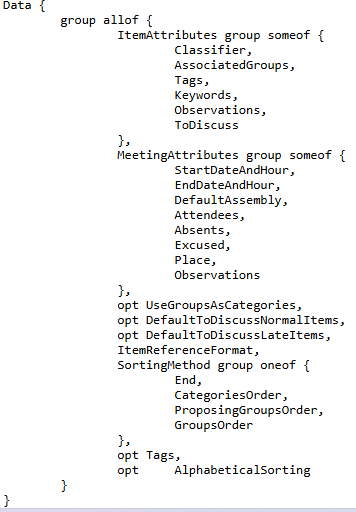 Data {
group allof {
ItemAttributes group someof {
Classifier,
AssociatedGroups,
Tags,
Keywords,
Observations,
ToDiscuss
},
MeetingAttributes group someof {
StartDateAndHour,
EndDateAndHour,
DefaultAssembly,
Attendees,
Absents,
Excused,
Place,
Observations
},
opt UseGroupsAsCategories,
opt DefaultToDiscussNormalItems,
opt DefaultToDiscussLateItems,
ItemReferenceFormat,
SortingMethod group oneof {
End,
CategoriesOrder,
ProposingGroupsOrder,
GroupsOrder
},
opt Tags,
opt AlphabeticalSorting
}
}